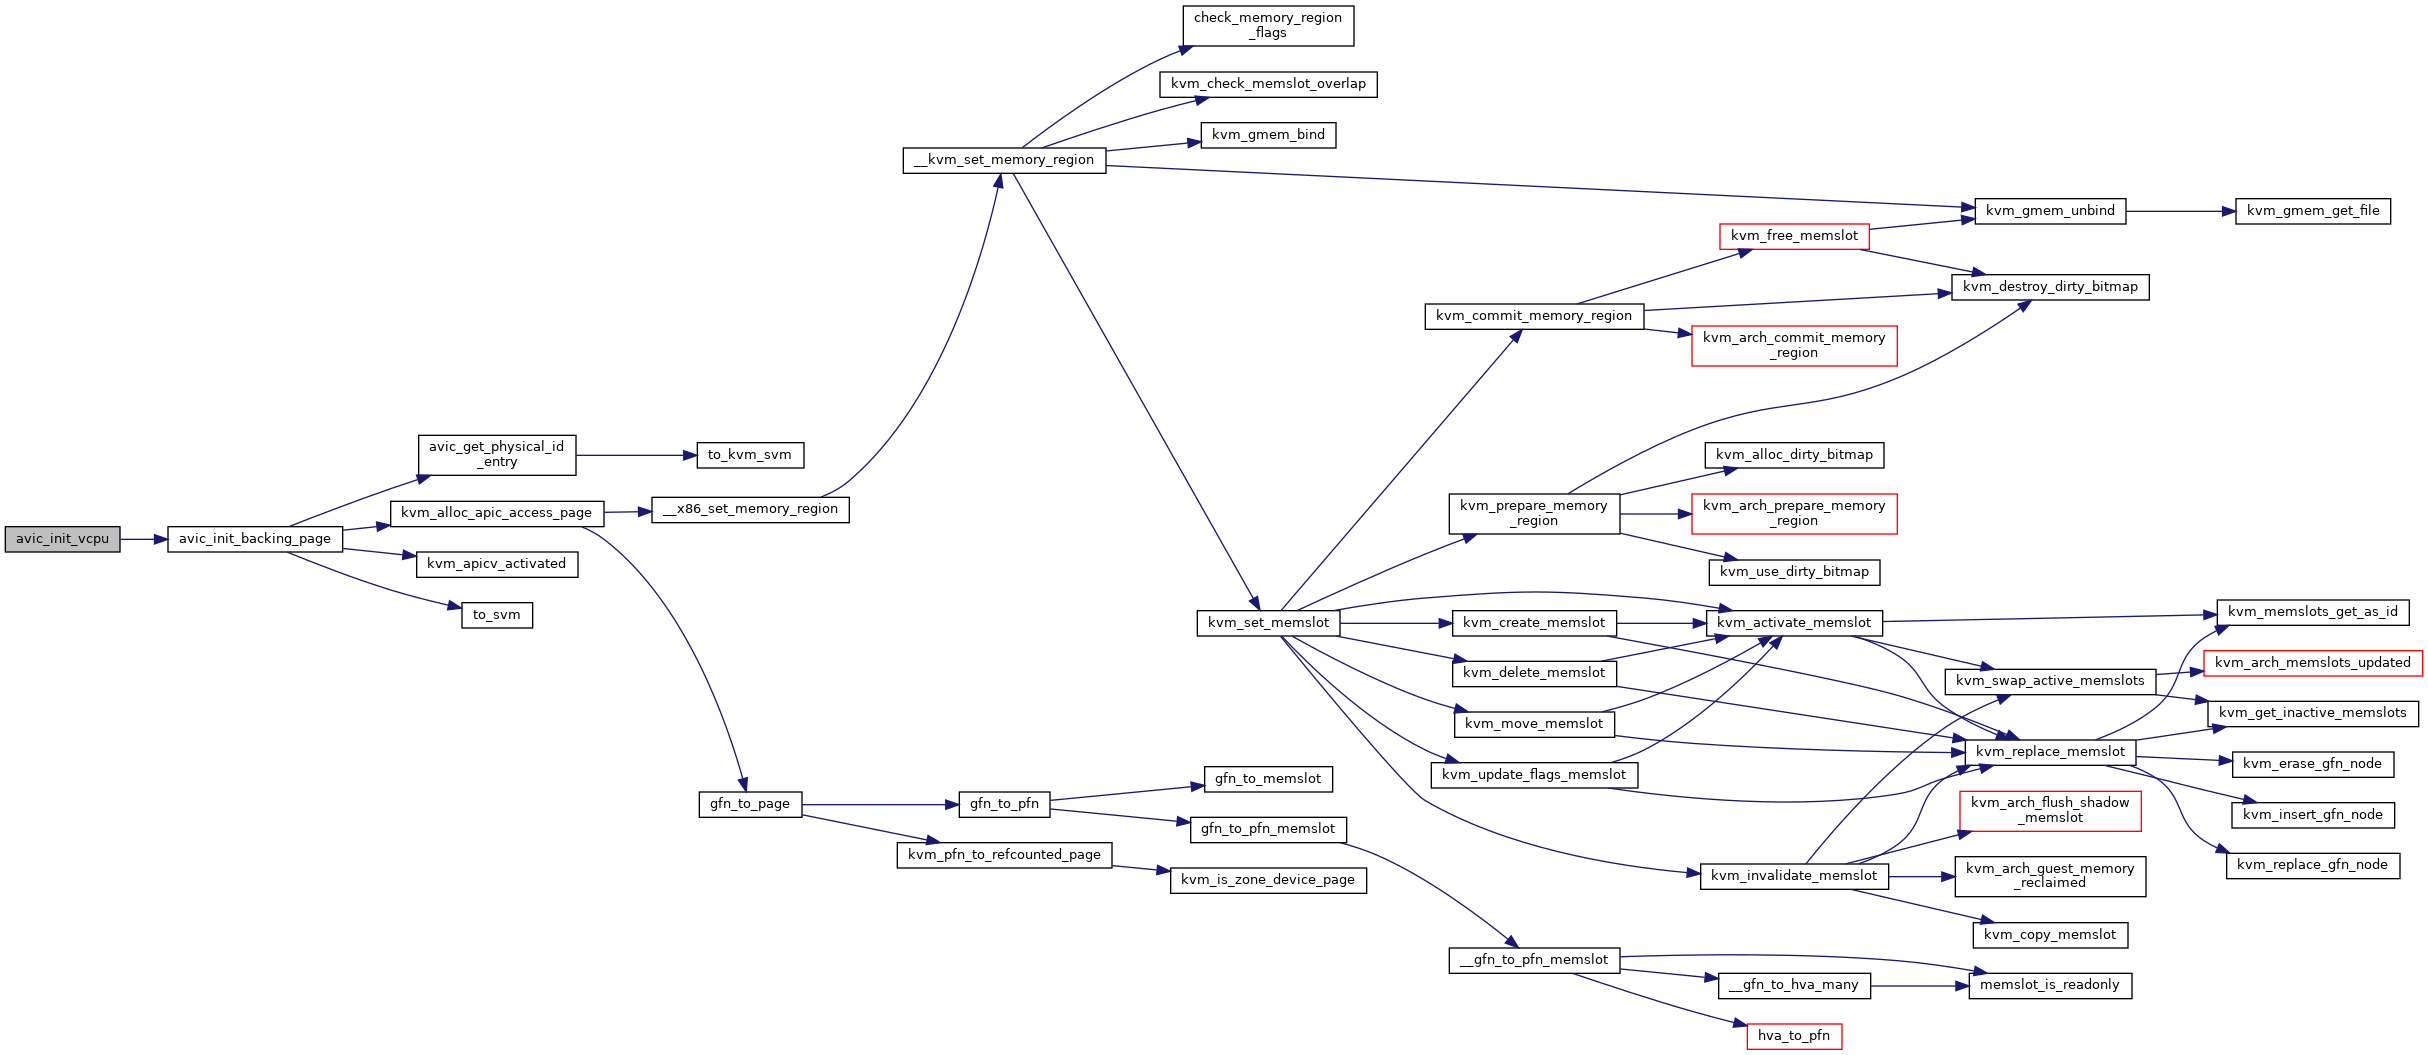 check_memory_region
_flags
kvm_check_memslot_overlap
kvm_gmem_bind
__kvm_set_memory_region
kvm_gmem_unbind
kvm_gmem_get_file
kvm_free_memslot
kvm_destroy_dirty_bitmap
kvm_commit_memory_region
kvm_arch_commit_memory
_region
avic_get_physical_id
_entry
to_kvm_svm
kvm_alloc_dirty_bitmap
kvm_alloc_apic_access_page
__x86_set_memory_region
kvm_prepare_memory
_region
kvm_arch_prepare_memory
_region
avic_init_vcpu
avic_init_backing_page
kvm_apicv_activated
kvm_use_dirty_bitmap
to_svm
kvm_set_memslot
kvm_create_memslot
kvm_activate_memslot
kvm_memslots_get_as_id
kvm_delete_memslot
kvm_swap_active_memslots
kvm_arch_memslots_updated
kvm_move_memslot
kvm_get_inactive_memslots
kvm_replace_memslot
kvm_erase_gfn_node
kvm_update_flags_memslot
gfn_to_memslot
gfn_to_page
gfn_to_pfn
kvm_arch_flush_shadow
_memslot
kvm_insert_gfn_node
gfn_to_pfn_memslot
kvm_pfn_to_refcounted_page
kvm_replace_gfn_node
kvm_is_zone_device_page
kvm_invalidate_memslot
kvm_arch_guest_memory
_reclaimed
kvm_copy_memslot
__gfn_to_pfn_memslot
__gfn_to_hva_many
memslot_is_readonly
hva_to_pfn